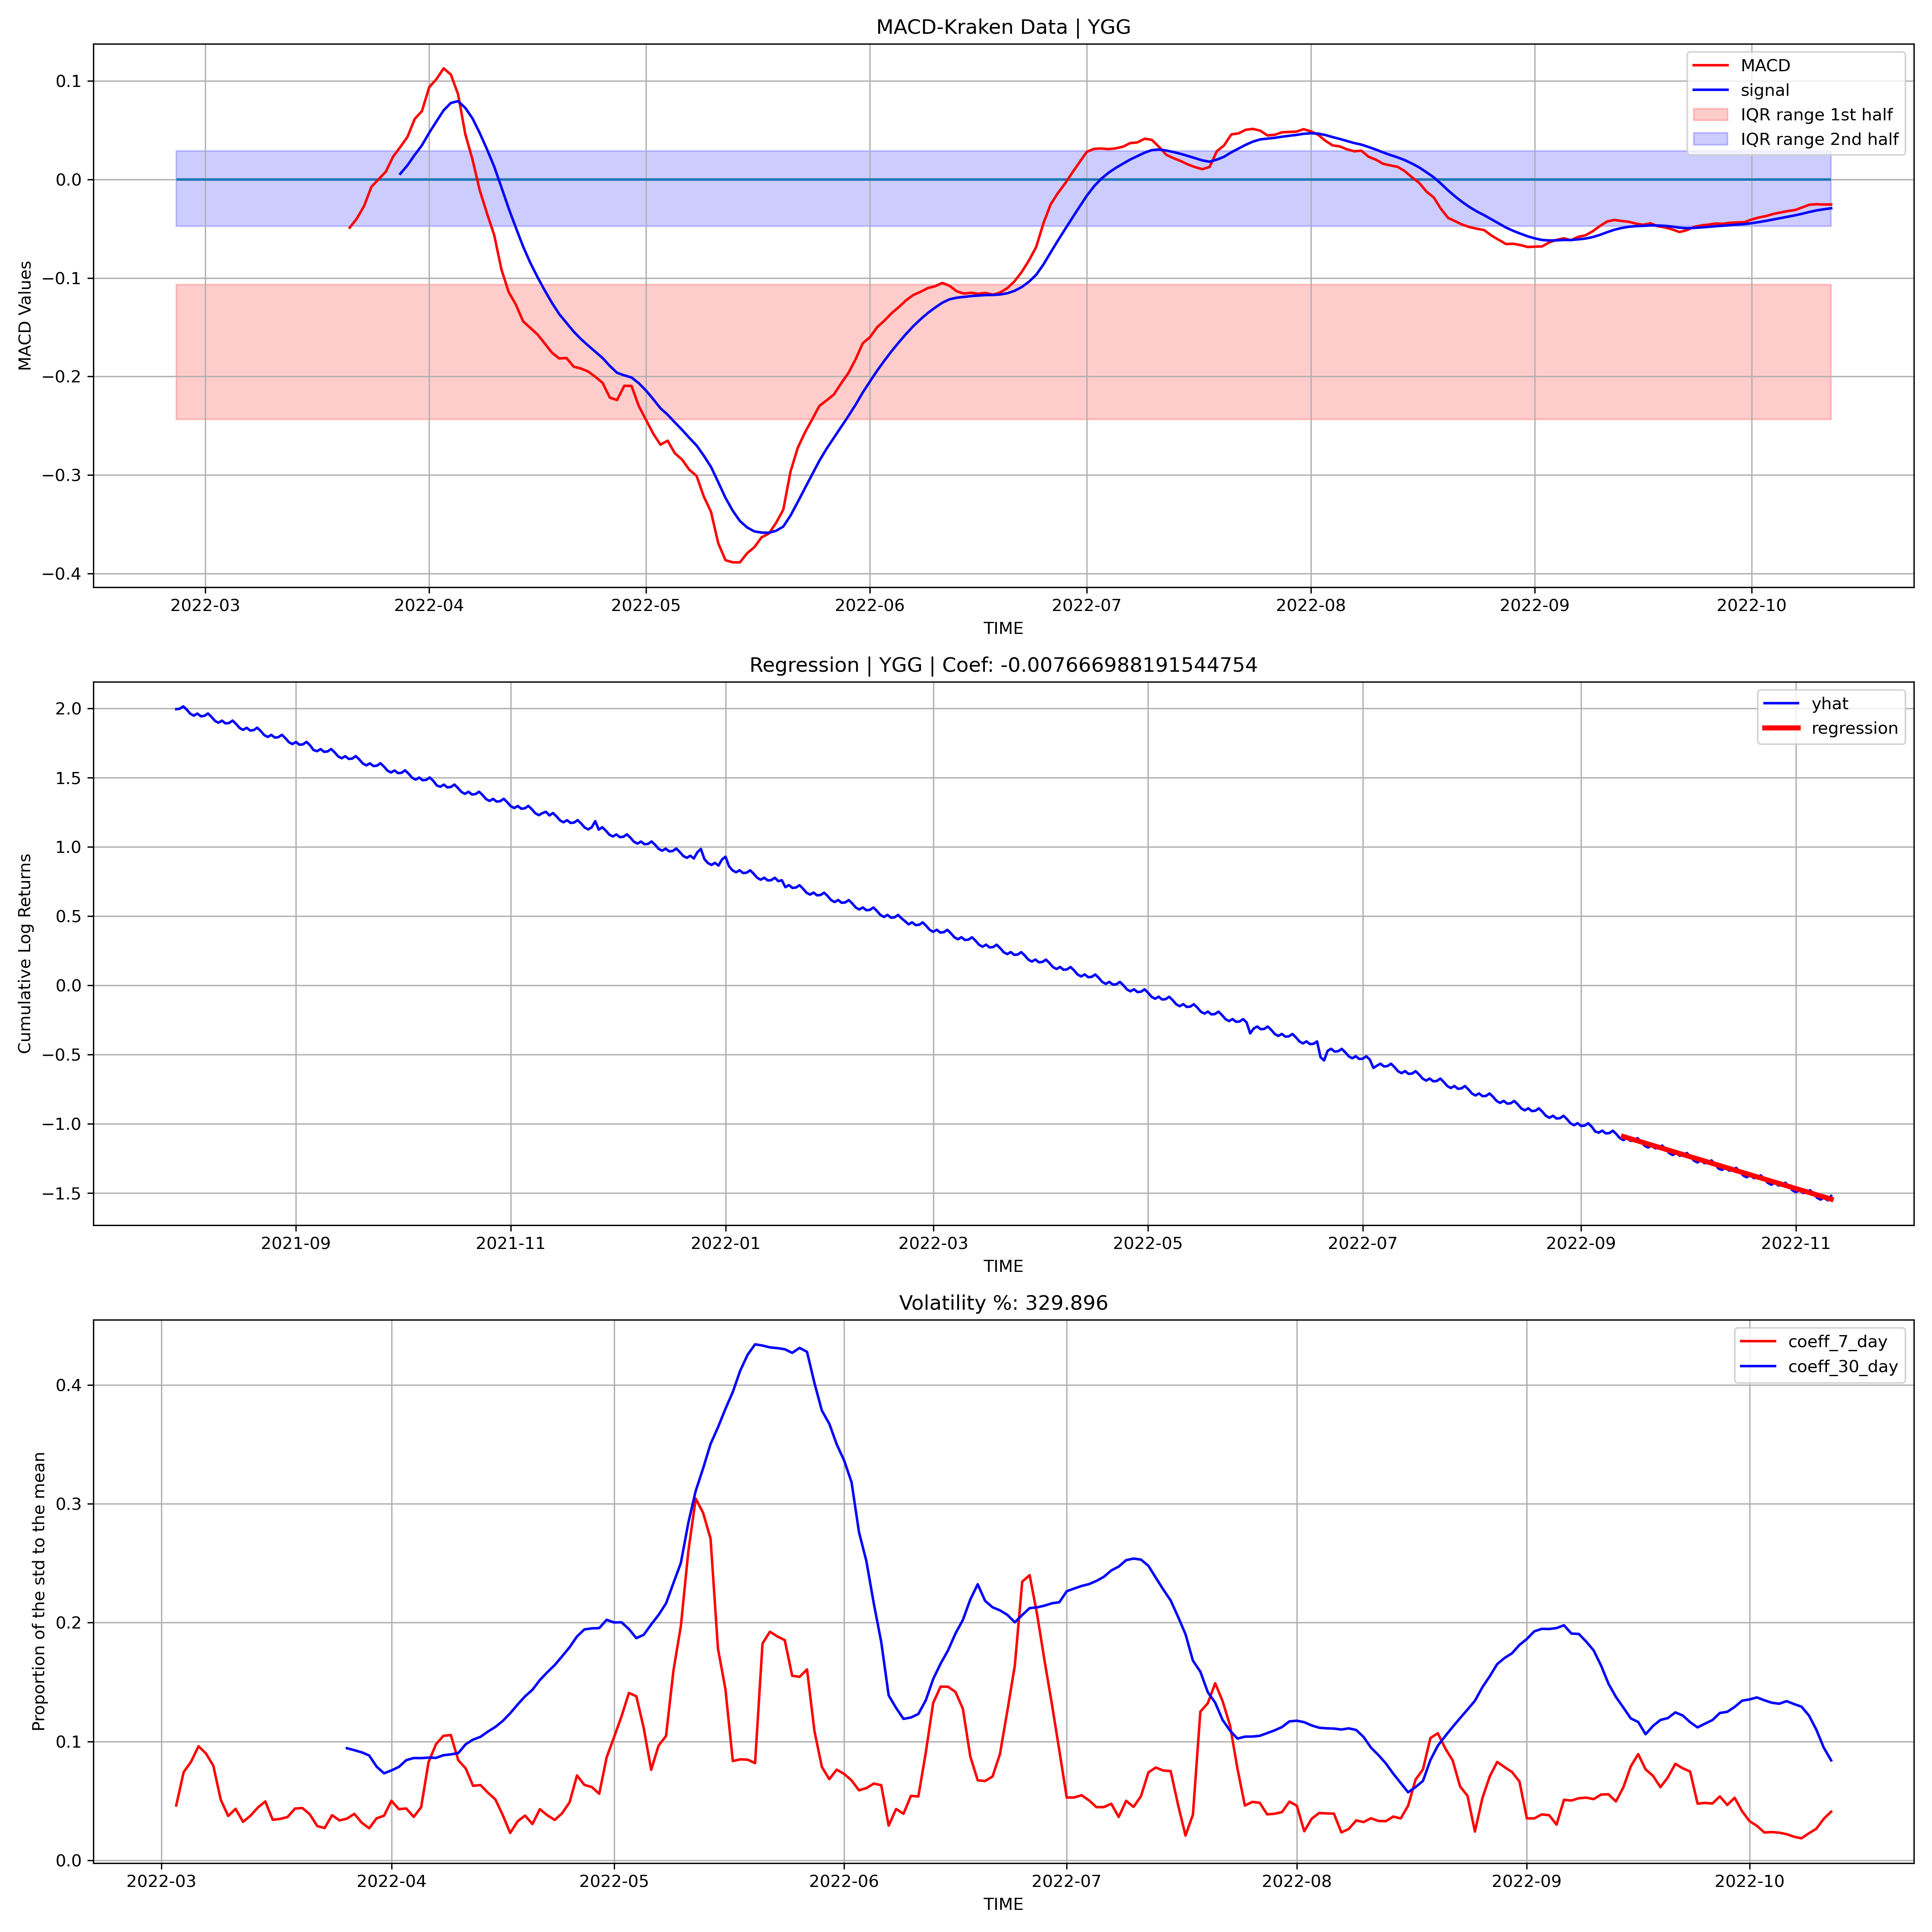 MACD-Kraken Data | YGG
MACD
signal
IQR range 1st half
IQR range 2nd half
MACD Values
0.1
0.0
−0.1
−0.2
−0.3
−0.4
2022-03 2022-04 2022-05 2022-06 2022-07 2022-08 2022-09 2022-10
TIME
Regression | YGG | Coef: -0.007666988191544754
yhat
regression
Cumulative Log Returns
2.0
1.5
1.0
0.5
0.0
−0.5
−1.0
−1.5
2021-09 2021-11 2022-01 2022-03 2022-05 2022-07 2022-09 2022-11
TIME
Volatility %: 329.896
coeff_7_day
coeff_30_day
Proportion of the std to the mean
0.4
0.3
0.2
0.1
0.0
2022-03 2022-04 2022-05 2022-06 2022-07 2022-08 2022-09 2022-10
TIME